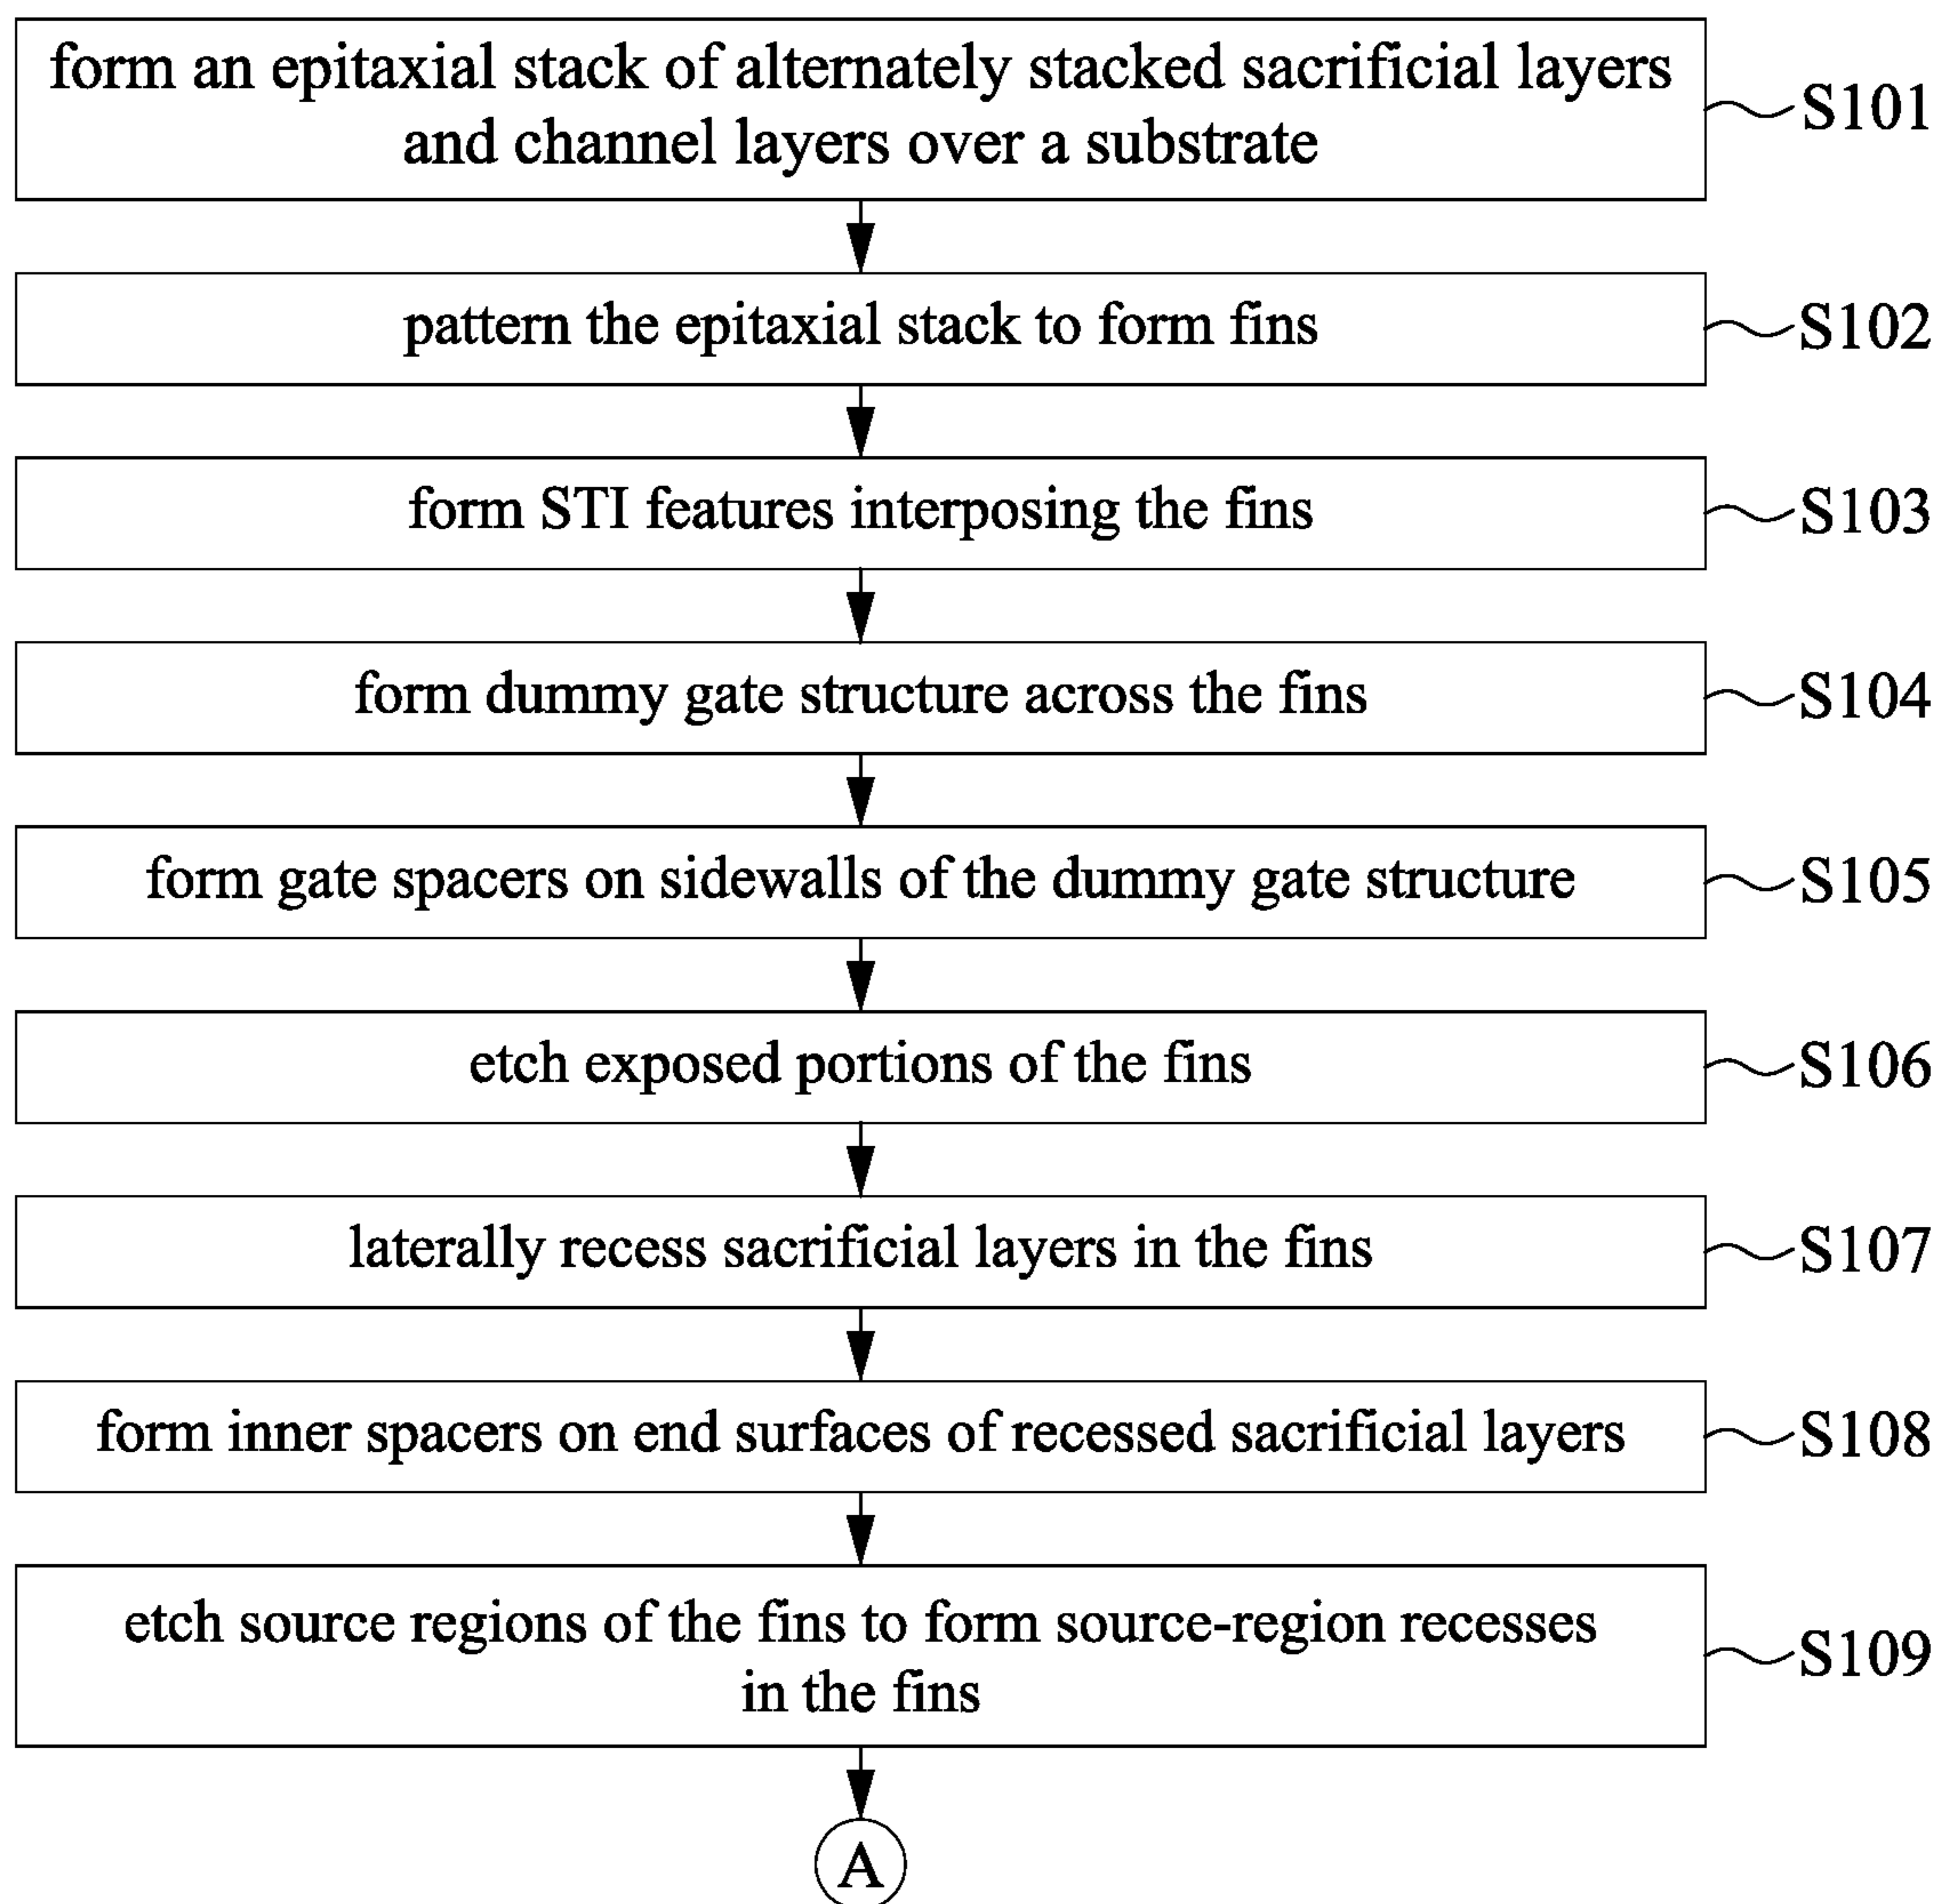 form an epitaxial stack of alternately stacked sacrificial layers
and channel layers over a substrate
S101
pattern the epitaxial stack to form fins
S102
form STI features interposing the fins
S103
form dummy gate structure across the fins
S104
form gate spacers on sidewalls of the dummy gate structure
S105
etch exposed portions of the fins
S106
laterally recess sacrificial layers in the fins
S107
form inner spacers on end surfaces of recessed sacrificial layers
S108
etch source regions of the fins to form source-region recesses
in the fins
S109
A